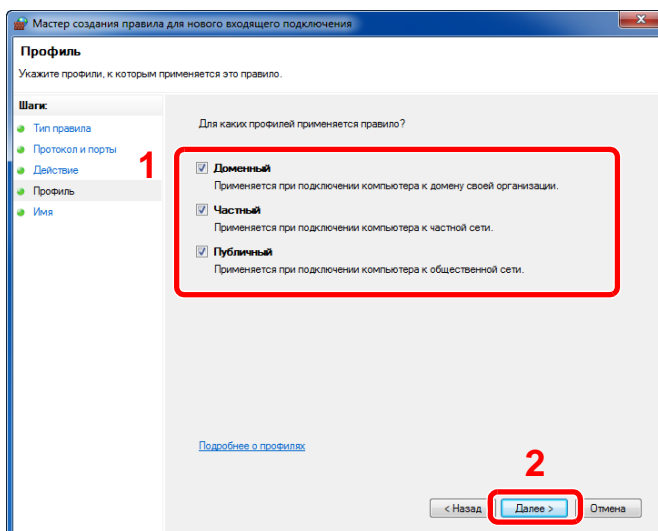 Мастер создания правила для нового входящего подключения
Профиль
Укажите профили, к которым применяется это правило.
Шаги:
Тип правила
Протокол и порты
Действие
Профиль
Имя
1
Для каких профилей применяется правило?
Доменный
Применяется при подключении компьютера к домену своей организации.
Частный
Применяется при подключении компьютера к частной сети.
Публичный
Применяется при подключении компьютера к общественной сети.
Подробнее о профилях
2
< Назад Далее > Отмена